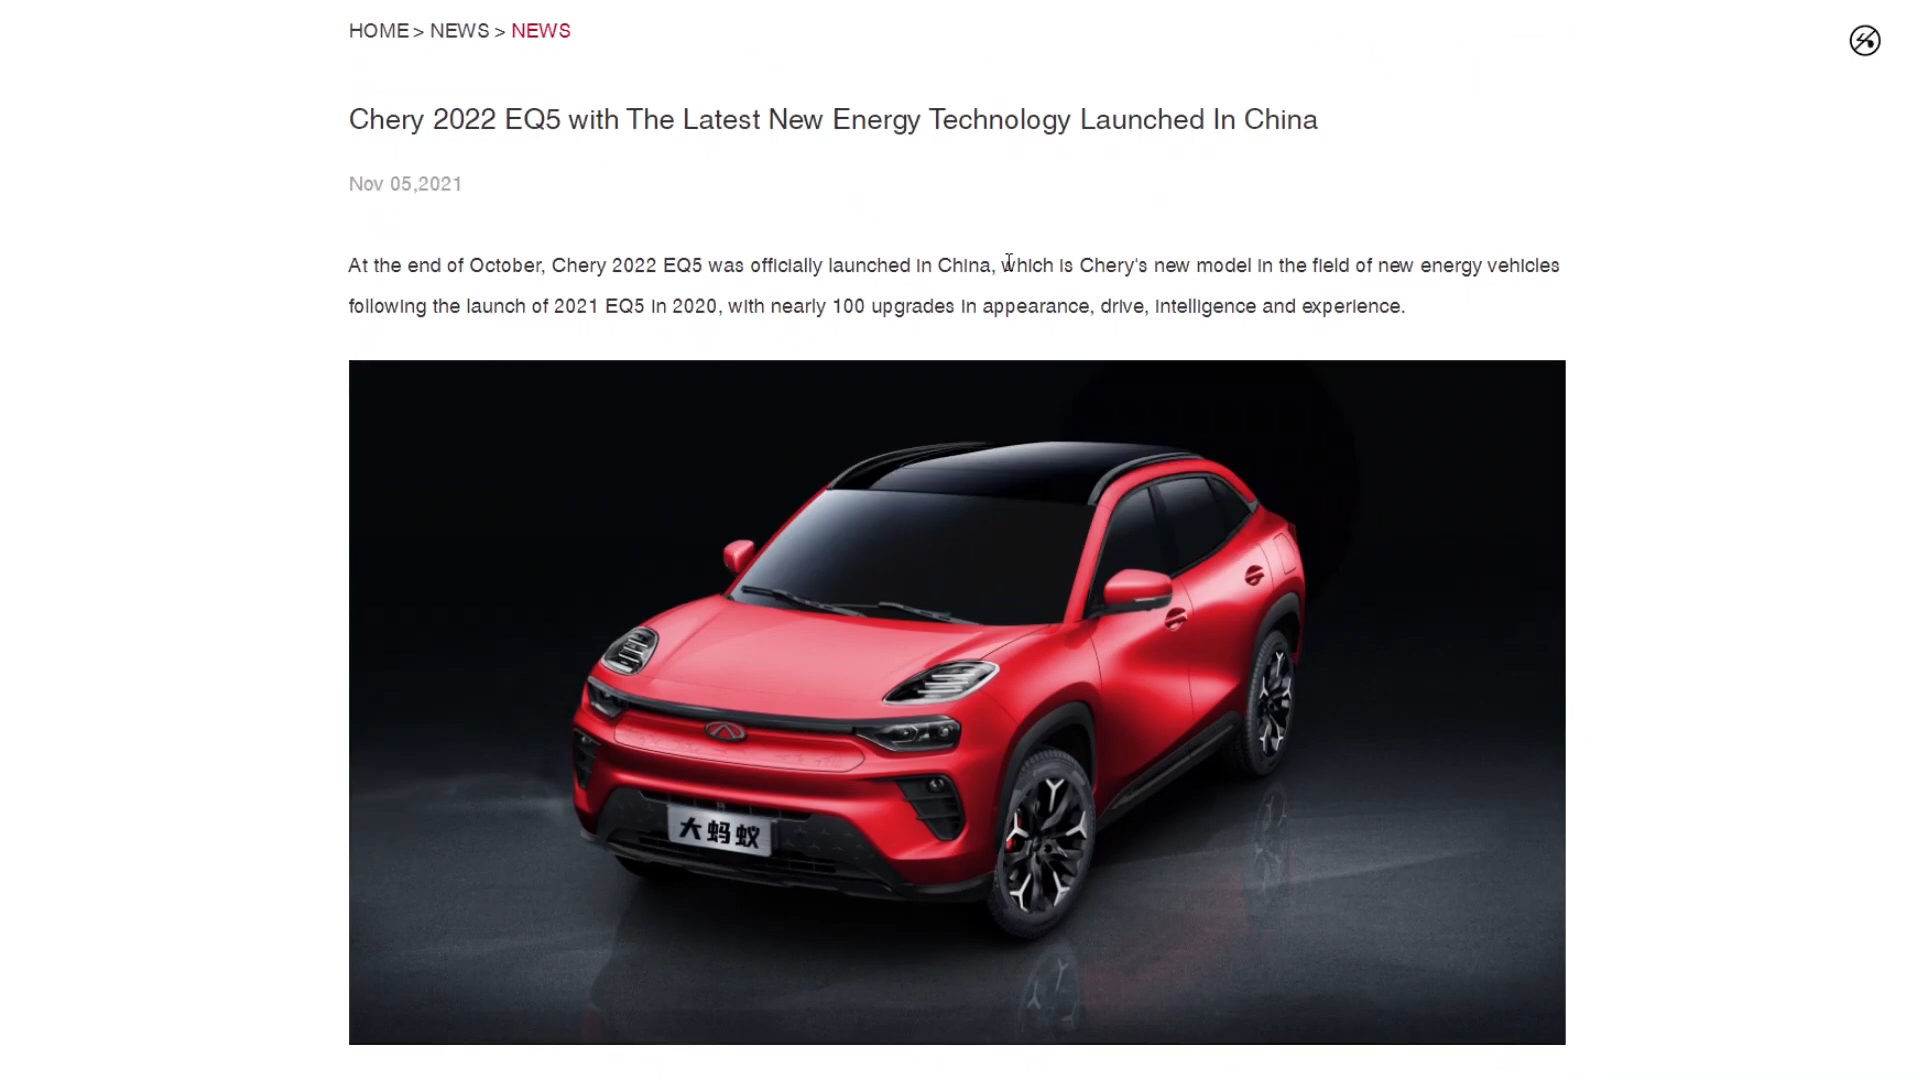 HOME > NEWS > NEWS
Chery 2022 EQ5 with The Latest New Energy Technology Launched In China
Nov 05,2021
At the end of October, Chery 2022 EQ5 was officially launched in China, which is Chery's new model in the field of new energy vehicles
following the launch of 2021 EQ5 in 2020, with nearly 100 upgrades in appearance, drive, intelligence and experience.
大蚂蚁